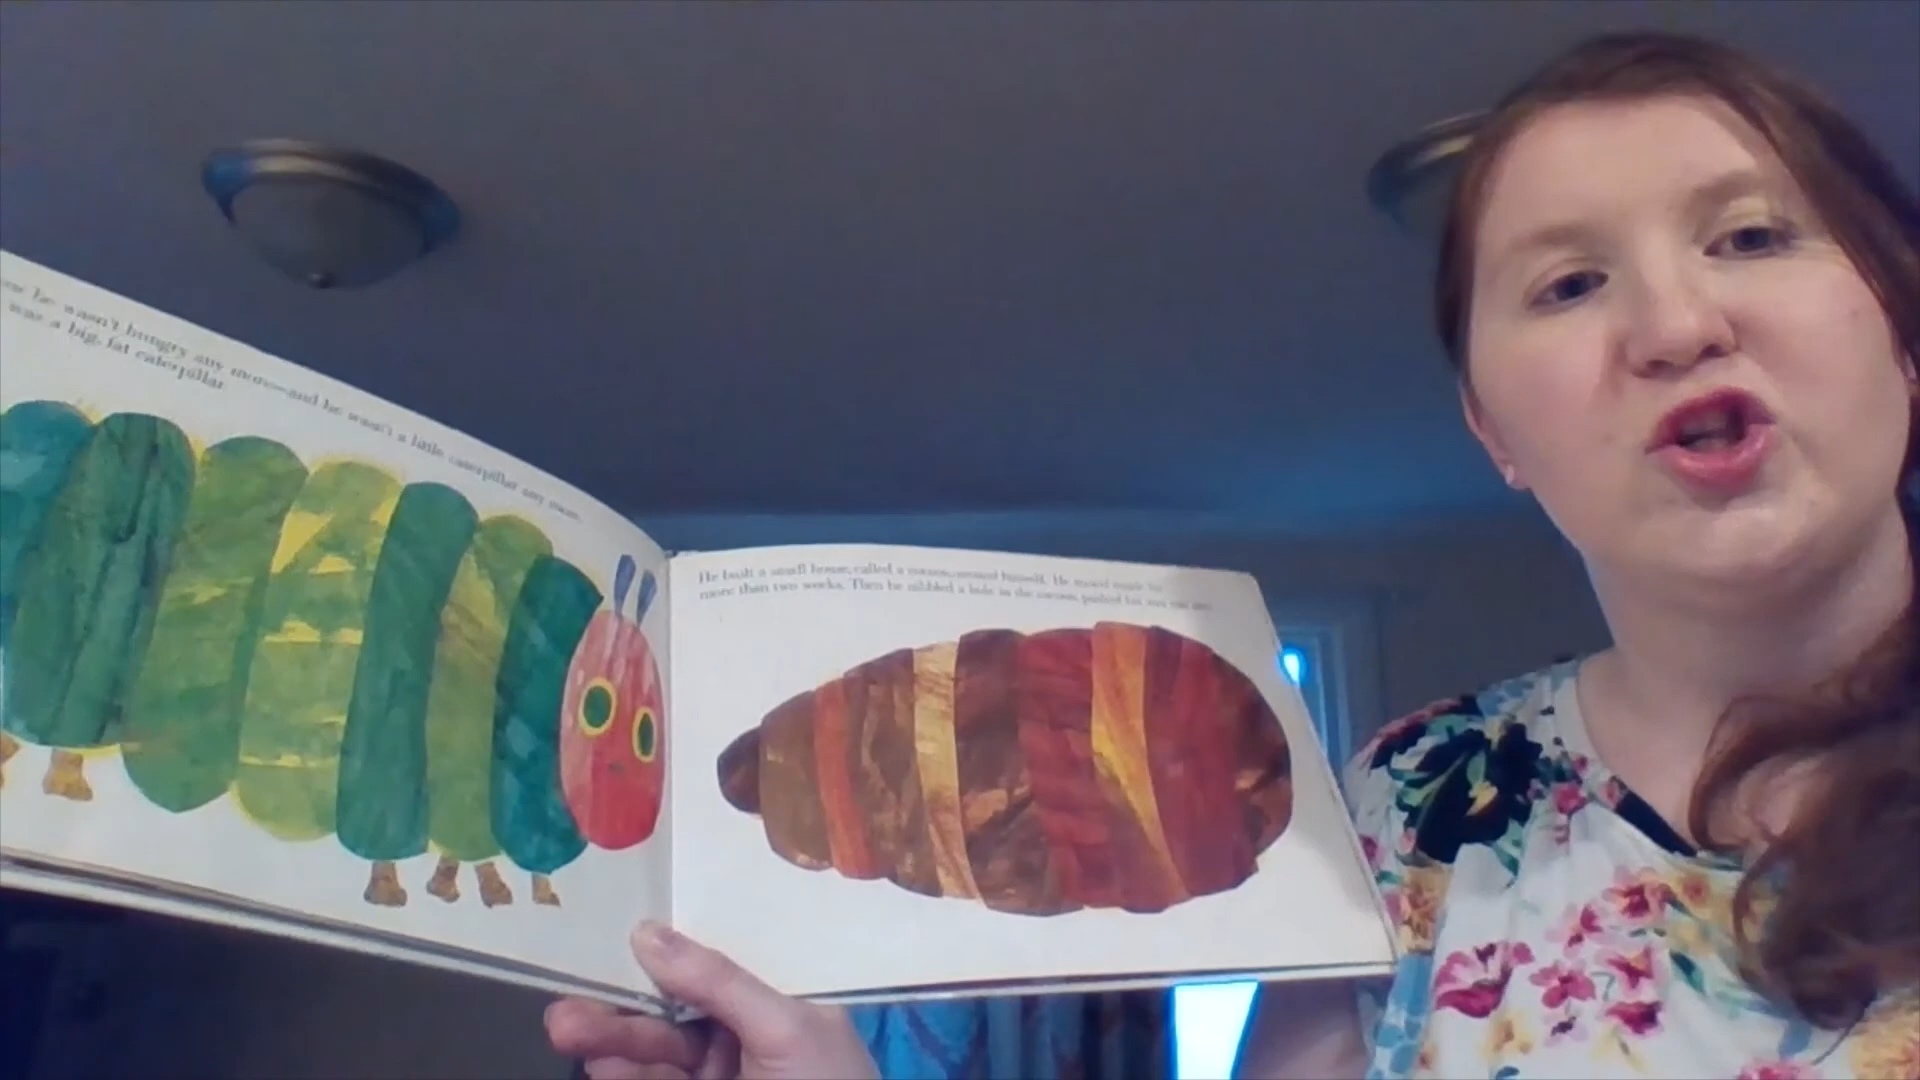 he wasn't hungry any more—and he wasn't a little caterpillar any more.
was a big, fat caterpillar
He built a small house, called a cocoon, around himself. He stayed inside for
more than two weeks. Then he nibbled a hole in the cocoon, pushed his way out and